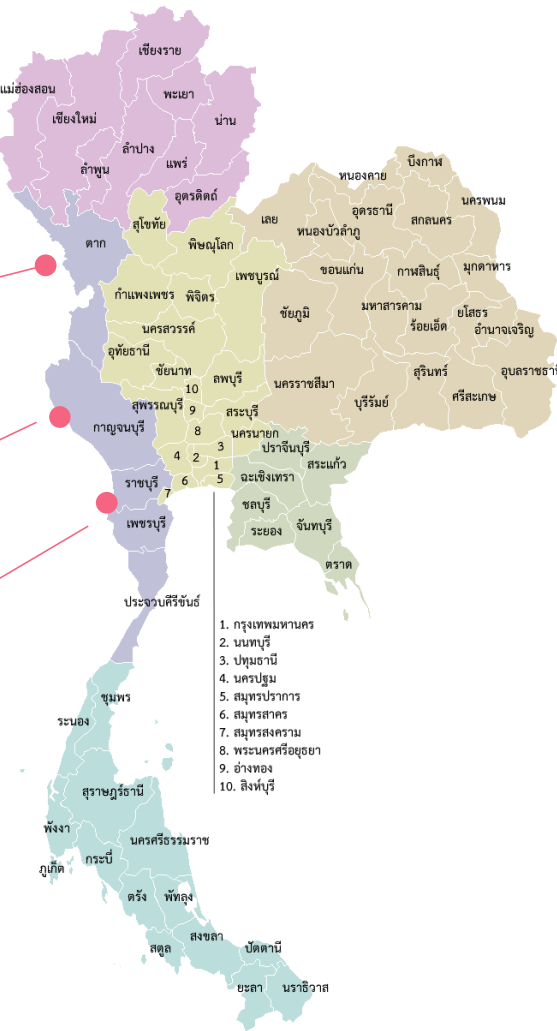 เชียงราย
แม่ฮ่องสอน
พะเยา
เชียงใหม่
น่าน
ลำปาง
แพร่
ลำพูน
อุตรดิตถ์
บึงกาฬ
หนองคาย
นครพนม
เลย
อุดรธานี
สกลนคร
หนองบัวลำภู
สุโขทัย
ตาก
พิษณุโลก
เพชรบูรณ์
ขอนแก่น
กาฬสินธุ์
มุกดาหาร
กำแพงเพชร
พิจิตร
ชัยภูมิ
มหาสารคาม
ร้อยเอ็ด
ยโสธร
อำนาจเจริญ
นครสวรรค์
อุทัยธานี
ชัยนาท
ลพบุรี
นครราชสีมา
สุรินทร์
อุบลราชธานี
บุรีรัมย์
ศรีสะเกษ
10
สุพรรณบุรี
9
สระบุรี
กาญจนบุรี
8
นครนายก
3
ปราจีนบุรี
4
2
1
สระแก้ว
ราชบุรี
6
5
ฉะเชิงเทรา
7
ชลบุรี
เพชรบุรี
ระยอง
จันทบุรี
ตราด
ประจวบคีรีขันธ์
1. กรุงเทพมหานคร
2. นนทบุรี
3. ปทุมธานี
4. นครปฐม
5. สมุทรปราการ
6. สมุทรสาคร
7. สมุทรสงคราม
8. พระนครศรีอยุธยา
9. อ่างทอง
10. สิงห์บุรี
ชุมพร
ระนอง
สุราษฎร์ธานี
พังงา
นครศรีธรรมราช
กระบี่
ภูเก็ต
ตรัง
พัทลุง
สงขลา
สตูล
ปัตตานี
ยะลา
นราธิวาส